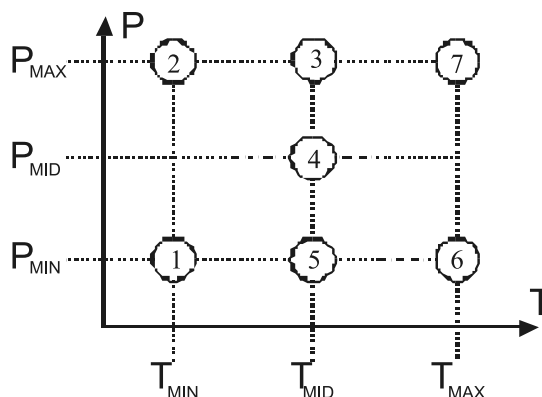 P
P_MAX 2 3 7
P_MID 4
P_MIN 1 5 6
T
T_MIN T_MID T_MAX